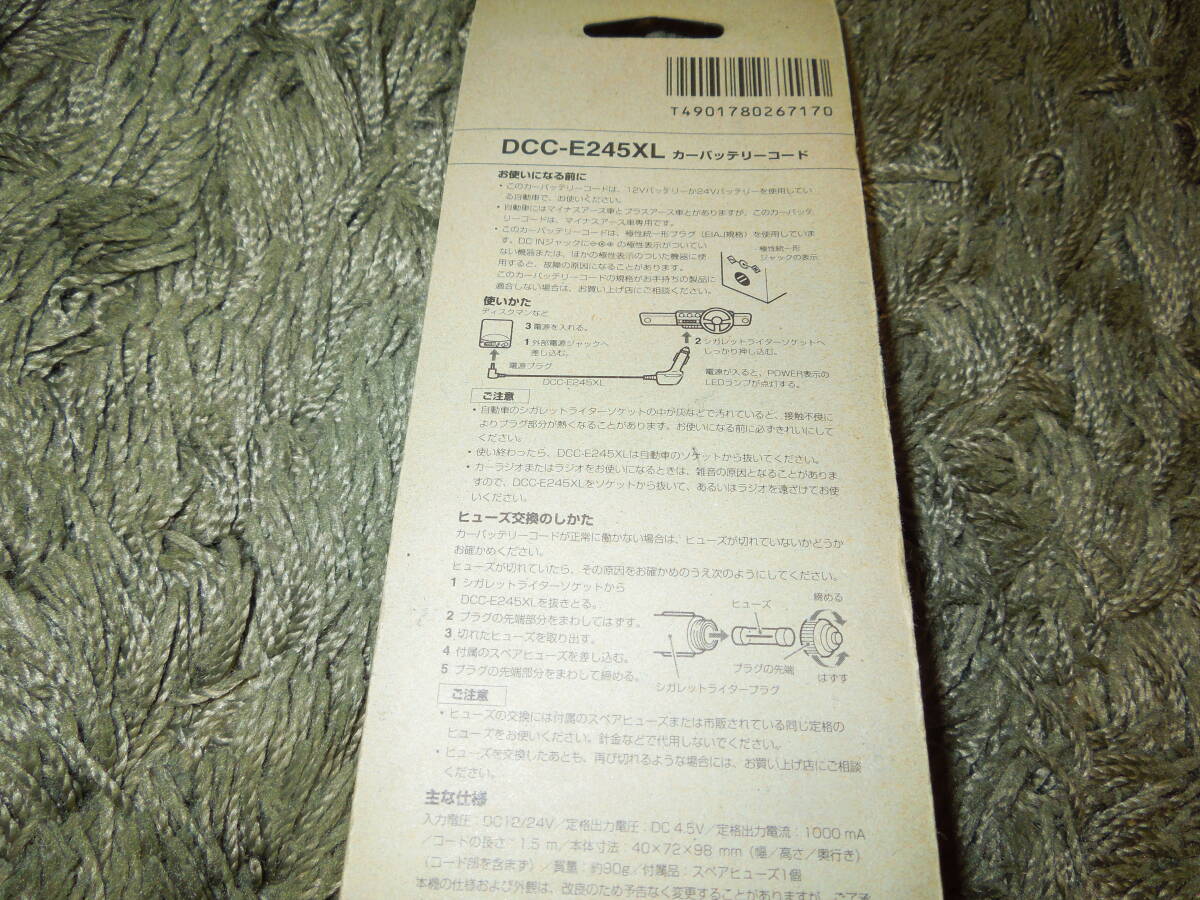 T4901780267170
DCC-E245XL カーバッテリーコード
お使いになる前に
・このカーバッテリーコードは、12Vバッテリーか24Vバッテリーを使用してい
る自動車で、お使いください。
・自動車にはマイナスアース車とプラスアース車とがありますが、このカーバッテ
リーコードは、マイナスアース車専用です。
・このカーバッテリーコードは、極性統一形プラグ（EIAJ規格）を使用していま
す。DC INジャックに の極性表示がついてい
ない機器または、ほかの極性表示のついた機器に使
用すると、故障の原因になることがあります。
このカーバッテリーコードの規格がお手持ちの製品に
適合しない場合は、お買い上げ店にご相談ください。
極性統一形
ジャックの表示
使いかた
ディスクマンなど
3 電源を入れる。
1 外部電源ジャックへ
差し込む。
電源プラグ
DCC-E245XL
2 シガレットライターソケットへ
しっかり押し込む。
電源が入ると、POWER表示の
LEDランプが点灯する。
ご注意
・自動車のシガレットライターソケットの中が灰などで汚れていると、接触不良に
よりプラグ部分が熱くなることがあります。お使いになる前に必ずきれいにして
ください。
・使い終わったら、DCC-E245XLは自動車のソケットから抜いてください。
・カーラジオまたはラジオをお使いになるときは、雑音の原因となることがありま
すので、DCC-E245XLをソケットから抜いて、あるいはラジオを遠ざけてお使
いください。
ヒューズ交換のしかた
カーバッテリーコードが正常に働かない場合は、ヒューズが切れていないかどうか
お確かめください。
ヒューズが切れていたら、その原因をお確かめのうえ次のようにしてください。
1 シガレットライターソケットから
DCC-E245XLを抜きとる。
2 プラグの先端部分をまわしてはずす。
3 切れたヒューズを取り出す。
4 付属のスペアヒューズを差し込む。
5 プラグの先端部分をまわして締める。
ヒューズ
締める
プラグの先端
はずす
シガレットライタープラグ
ご注意
・ヒューズの交換には付属のスペアヒューズまたは市販されている同じ定格の
ヒューズをお使いください。針金などで代用しないでください。
・ヒューズを交換したあとも、再び切れるような場合には、お買い上げ店にご相談
ください。
主な仕様
入力電圧：DC12/24V／定格出力電圧：DC 4.5V／定格出力電流：1000 mA
／コードの長さ：1.5 m／本体寸法：40×72×98 mm（幅／高さ／奥行き）
（コード部を含まず）／質量：約90g／付属品：スペアヒューズ1個
本機の仕様および外観は、改良のため予告なく変更することがありますが、ご了承